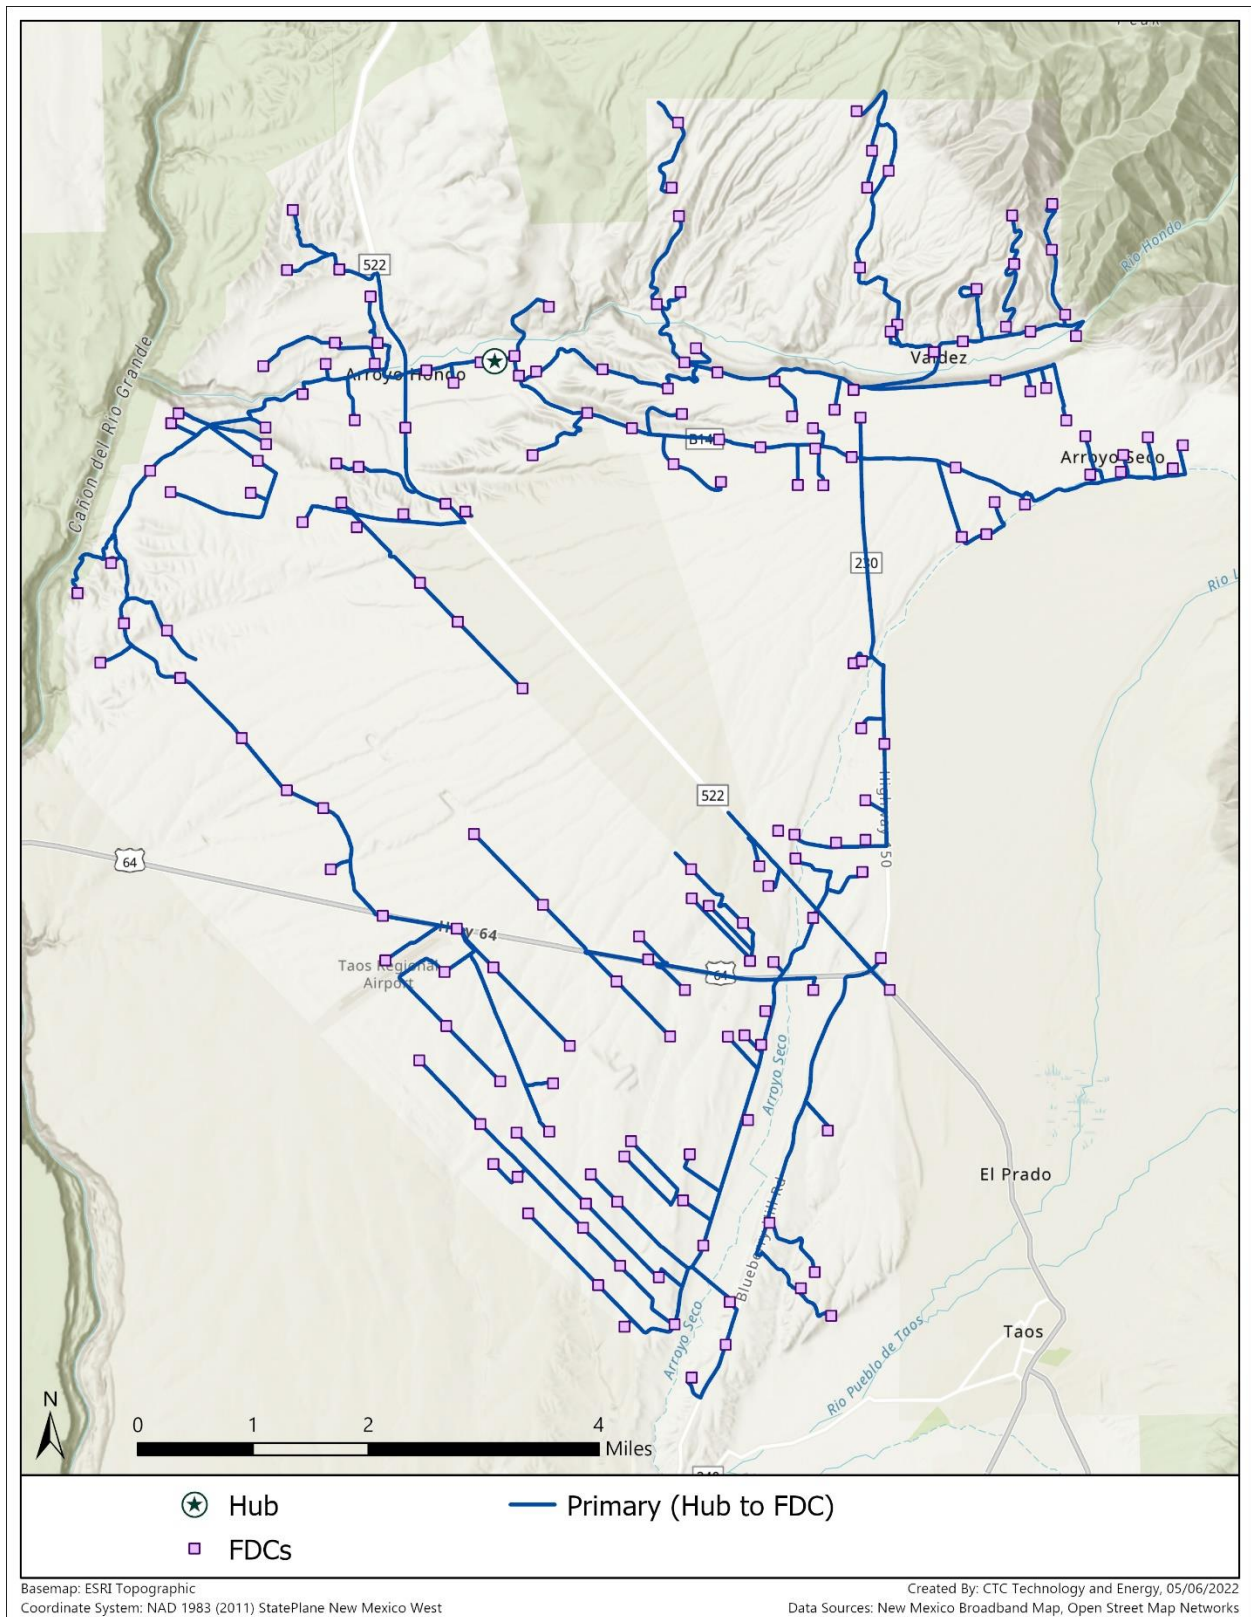 Peak
522
Rio Hondo
Cañon del Rio Grande
Valdez
Arroyo Hondo
B14
Arroyo Seco
230
Rio L
522
Highway 150
64
Hwy 64
Taos Regional
Airport
64
Arroyo Seco
El Prado
Blueberry Hill Rd
Arroyo Seco
Rio Pueblo de Taos
Taos
N
0 1 2 4
Miles
240
Hub
Primary (Hub to FDC)
FDCs
Basemap: ESRI Topographic
Created By: CTC Technology and Energy, 05/06/2022
Coordinate System: NAD 1983 (2011) StatePlane New Mexico West
Data Sources: New Mexico Broadband Map, Open Street Map Networks